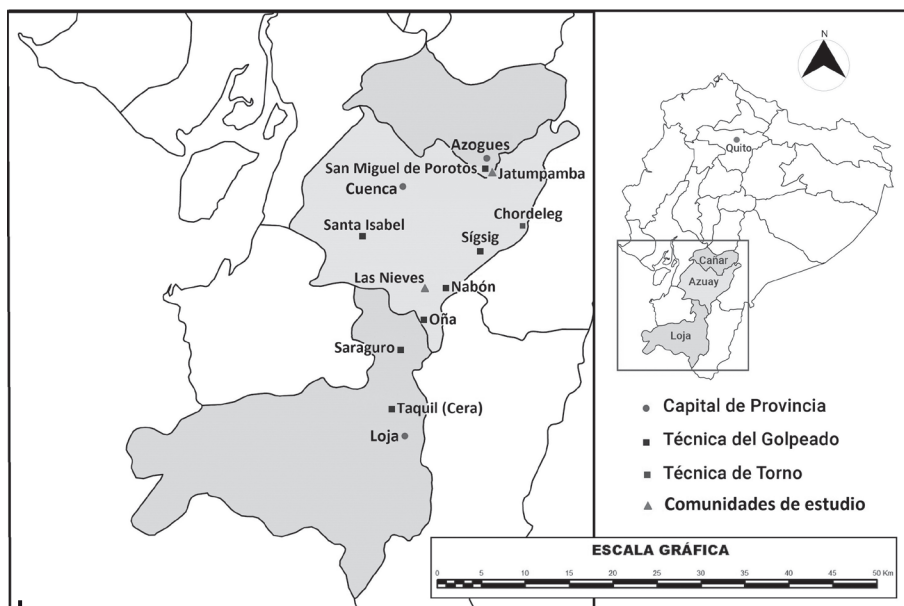 Azogues
San Miguel de Porotos
Jatumpamba
Cuenca
Chordeleg
Santa Isabel
Sígsig
Las Nieves
Nabón
Oña
Saraguro
Taquil (Cera)
Loja
N
Quito
Cañar
Azuay
Loja
Capital de Provincia
Técnica del Golpeado
Técnica de Torno
Comunidades de estudio
ESCALA GRÁFICA
0 5 10 15 20 25 30 35 40 45 50 Km